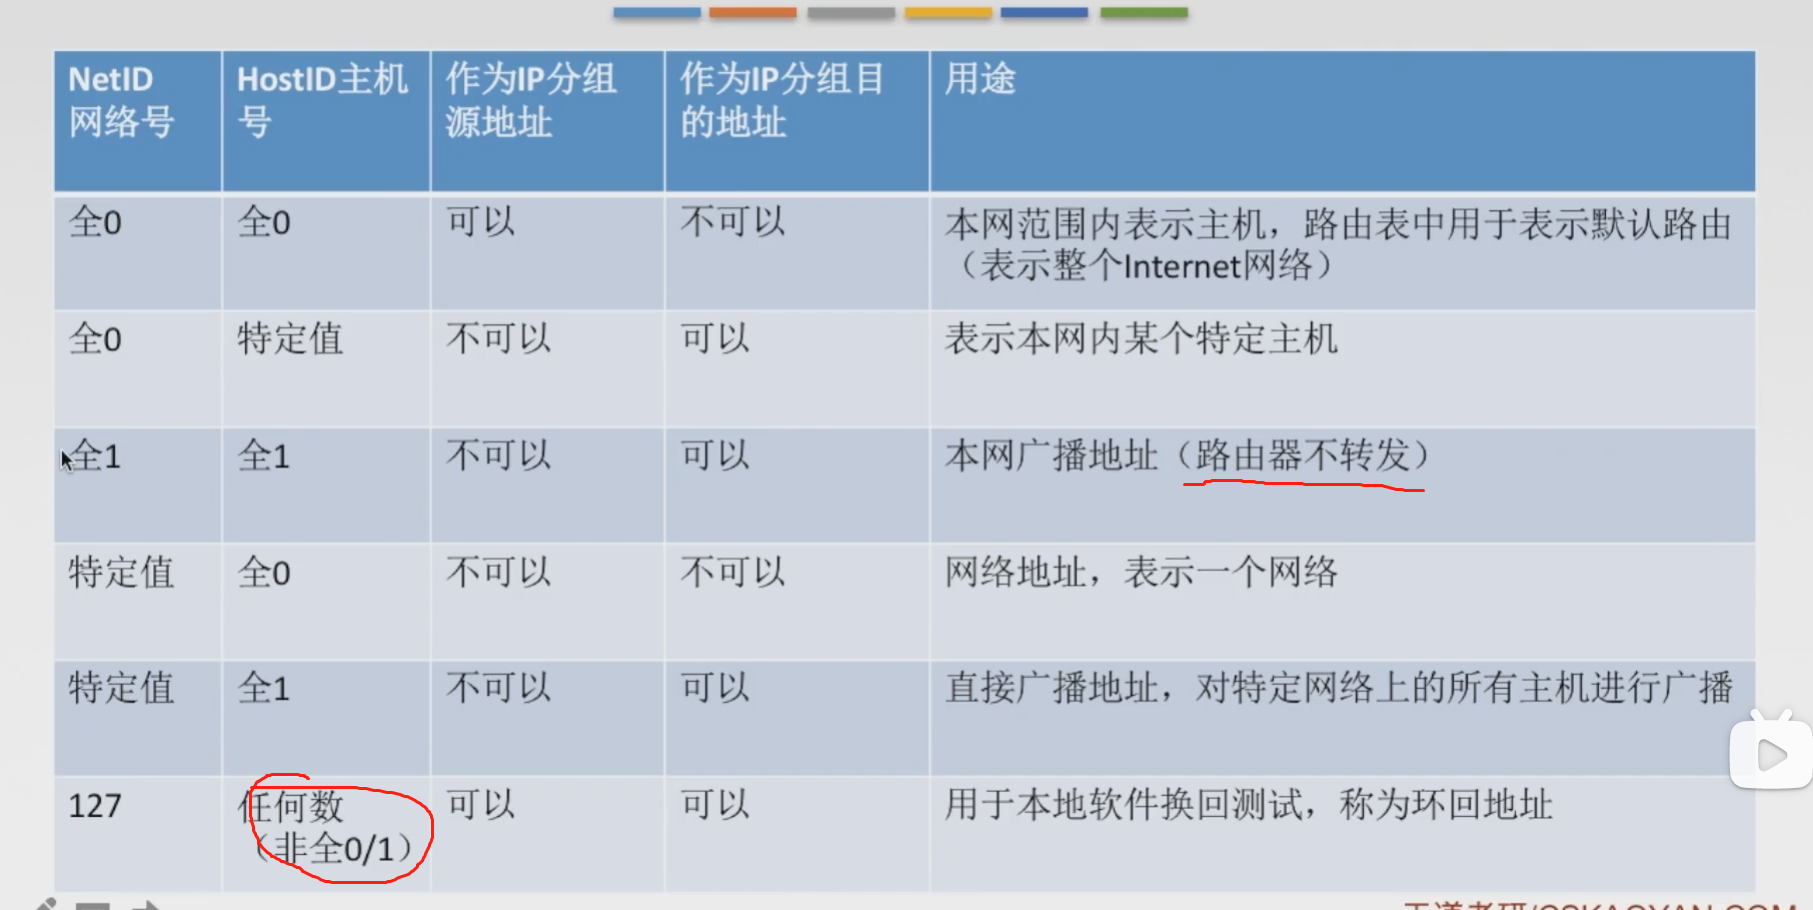 NetID
网络号
HostID主机
号
作为IP分组
源地址
作为IP分组目
的地址
用途
全0
全0
可以
不可以
本网范围内表示主机，路由表中用于表示默认路由
（表示整个Internet网络）
全0
特定值
不可以
可以
表示本网内某个特定主机
全1
全1
不可以
可以
本网广播地址（路由器不转发）
特定值
全0
不可以
不可以
网络地址，表示一个网络
特定值
全1
不可以
可以
直接广播地址，对特定网络上的所有主机进行广播
127
任何数
（非全0/1）
可以
可以
用于本地软件换回测试，称为环回地址